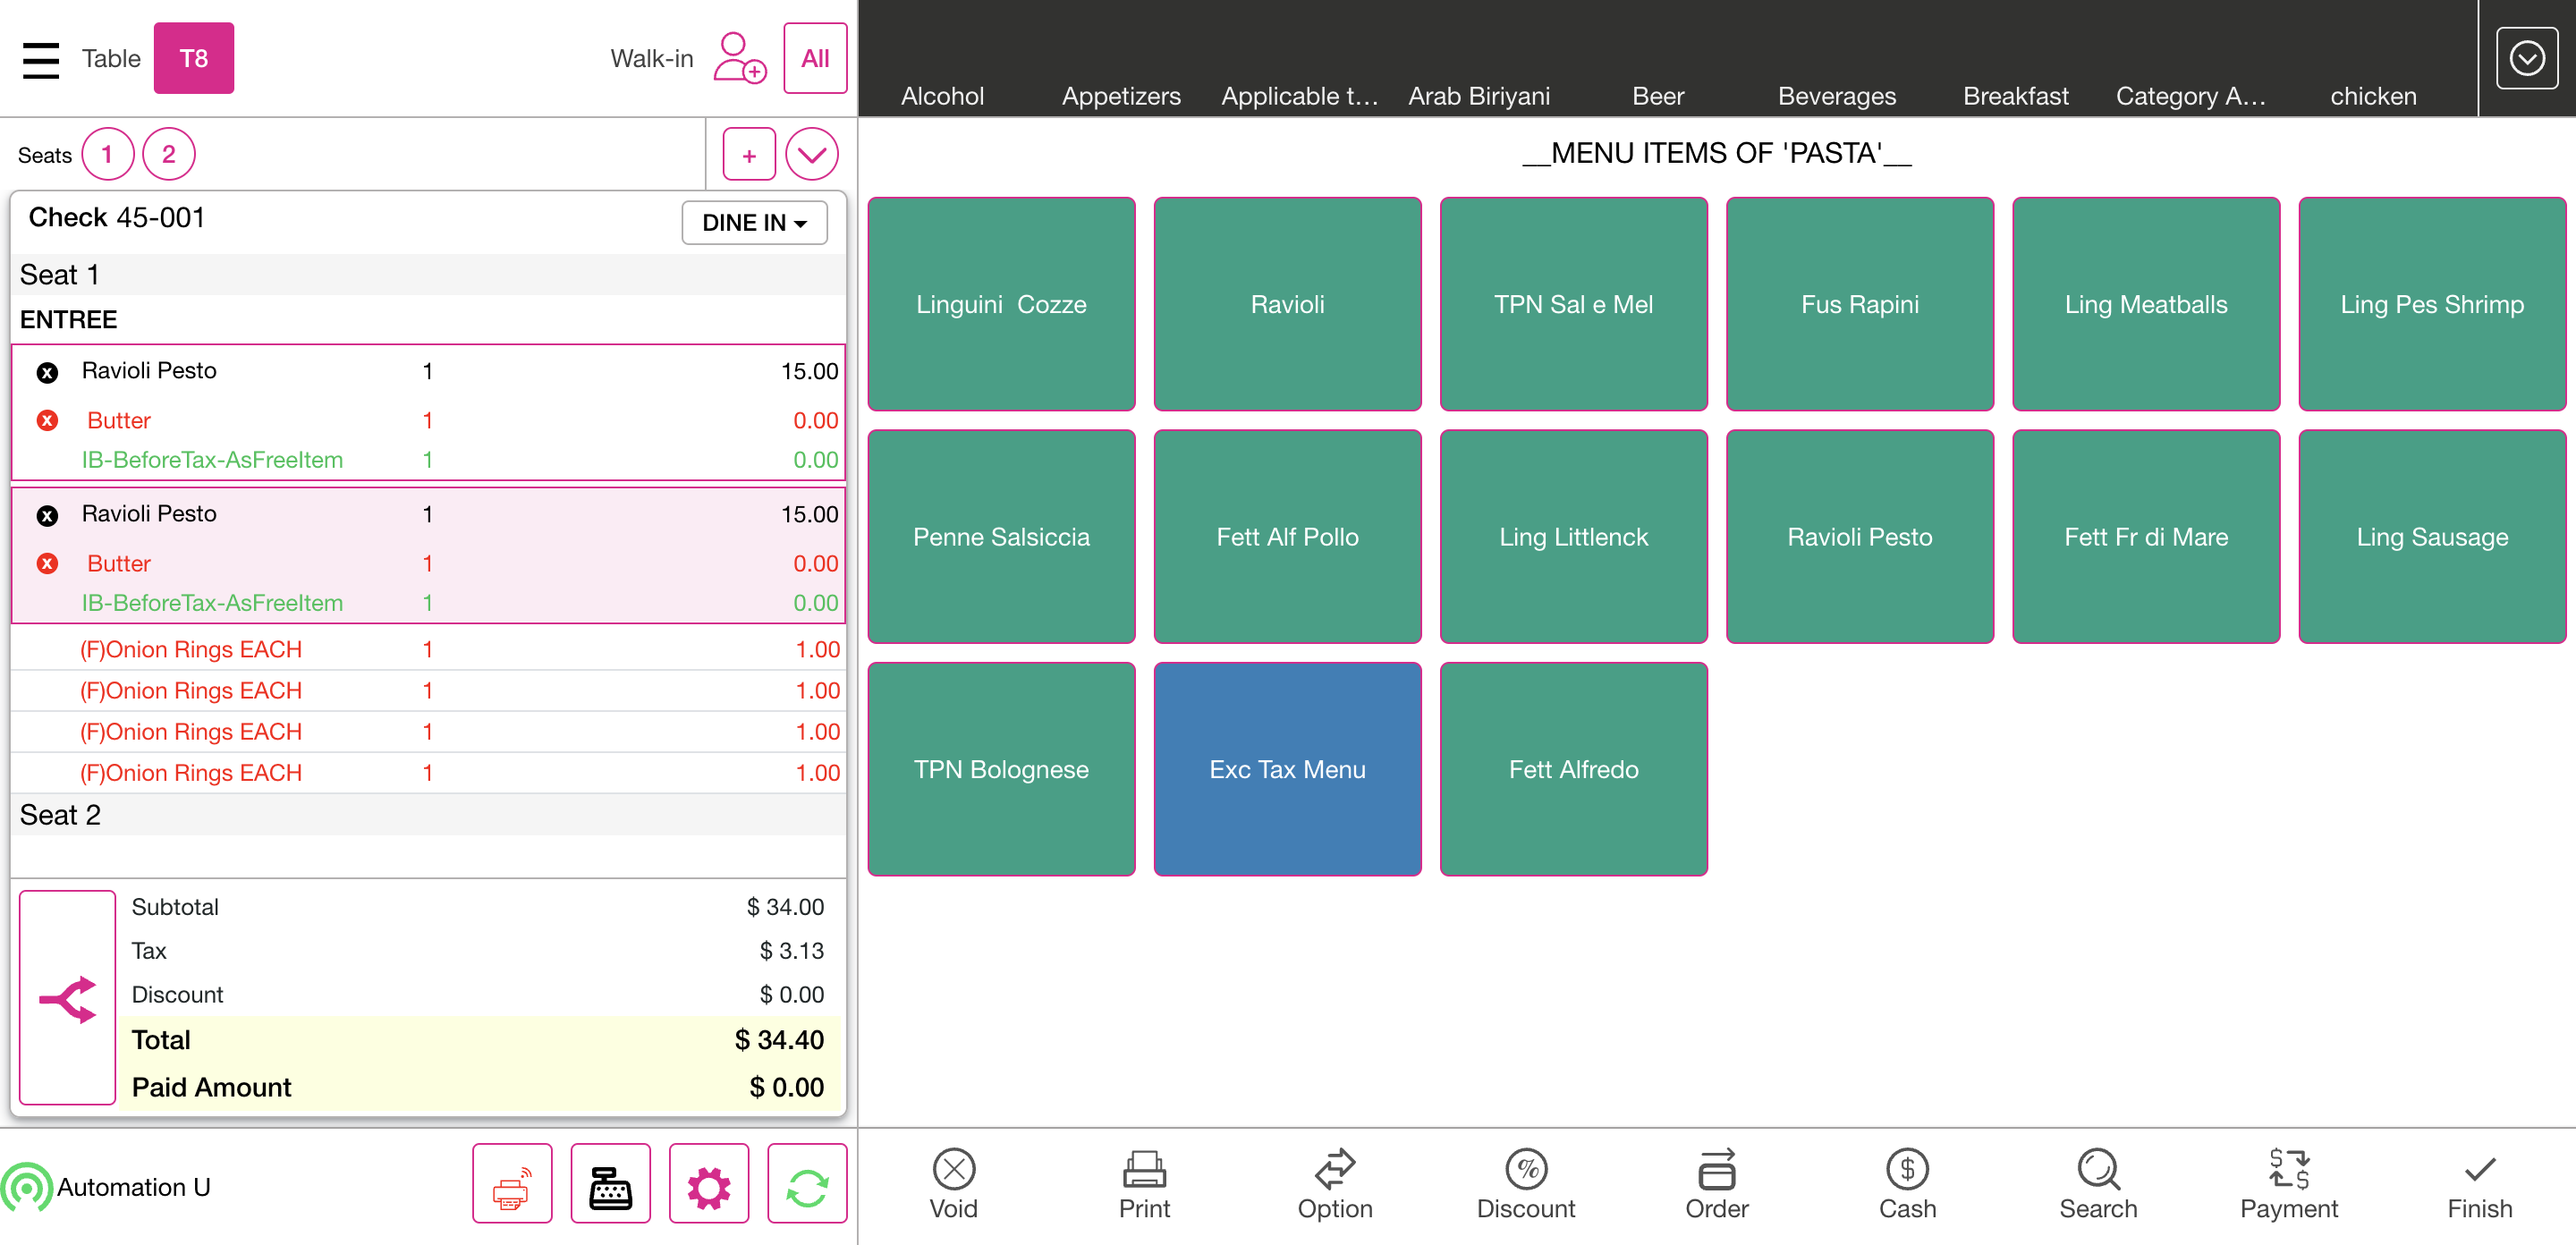 Table T8 Walk-in All
Seats 1 2 +
Check 45-001 DINE IN
Seat 1
ENTREE
x Ravioli Pesto 1 15.00
x Butter 1 0.00
IB-BeforeTax-AsFreeItem 1 0.00
x Ravioli Pesto 1 15.00
x Butter 1 0.00
IB-BeforeTax-AsFreeItem 1 0.00
(F)Onion Rings EACH 1 1.00
(F)Onion Rings EACH 1 1.00
(F)Onion Rings EACH 1 1.00
(F)Onion Rings EACH 1 1.00
Seat 2
Subtotal $ 34.00
Tax $ 3.13
Discount $ 0.00
Total $ 34.40
Paid Amount $ 0.00
Automation U
Alcohol Appetizers Applicable t... Arab Biriyani Beer Beverages Breakfast Category A... chicken
__MENU ITEMS OF 'PASTA'__
Linguini  Cozze Ravioli TPN Sal e Mel Fus Rapini Ling Meatballs Ling Pes Shrimp
Penne Salsiccia Fett Alf Pollo Ling Littlenck Ravioli Pesto Fett Fr di Mare Ling Sausage
TPN Bolognese Exc Tax Menu Fett Alfredo
Void Print Option Discount Order Cash Search Payment Finish